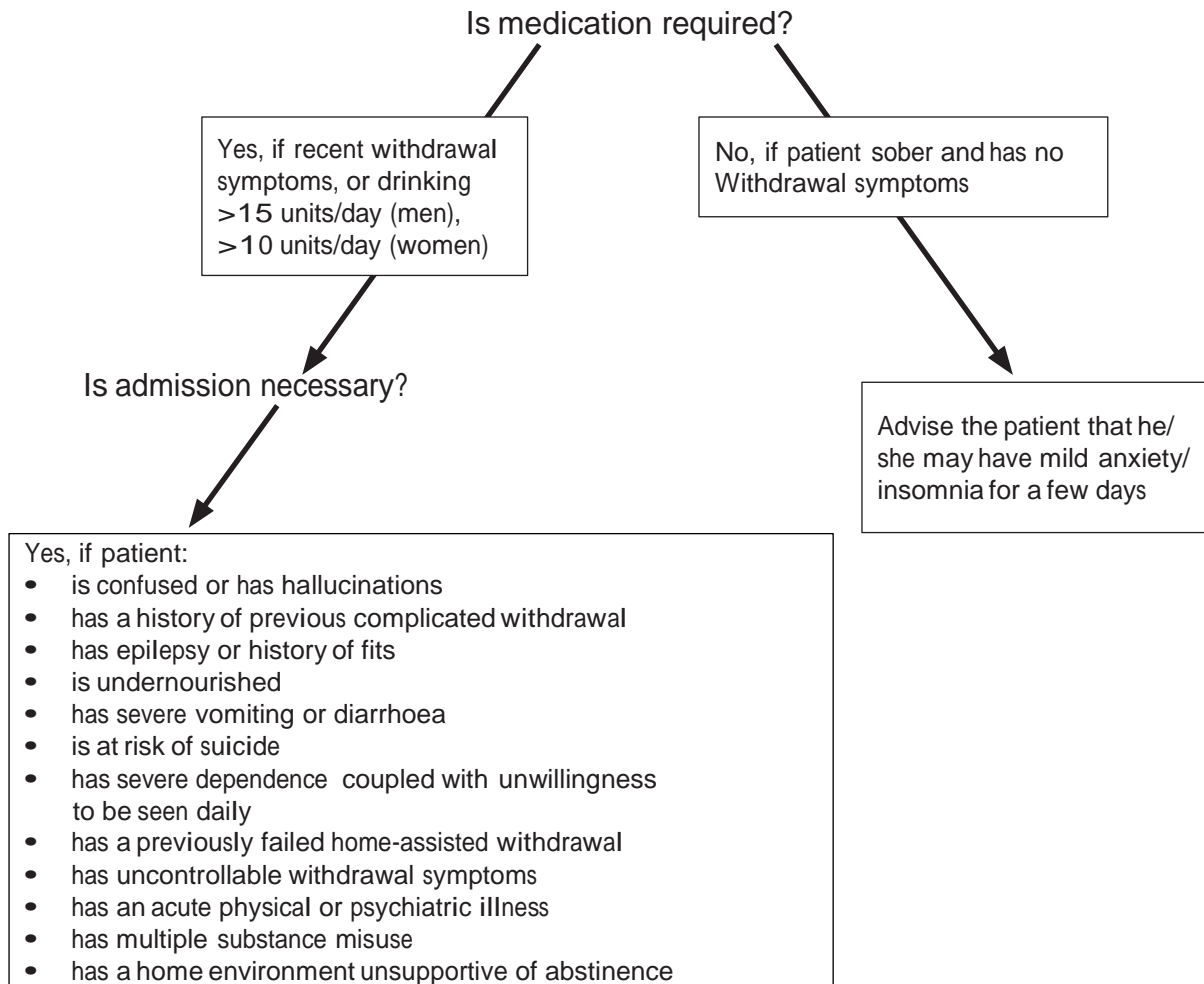 Is medication required?
Yes, if recent withdrawal
symptoms, or drinking
>15 units/day (men),
>10 units/day (women)
No, if patient sober and has no
Withdrawal symptoms
Is admission necessary?
Advise the patient that he/
she may have mild anxiety/
insomnia for a few days
Yes, if patient:
• is confused or has hallucinations
• has a history of previous complicated withdrawal
• has epilepsy or history of fits
• is undernourished
• has severe vomiting or diarrhoea
• is at risk of suicide
• has severe dependence coupled with unwillingness
to be seen daily
• has a previously failed home-assisted withdrawal
• has uncontrollable withdrawal symptoms
• has an acute physical or psychiatric illness
• has multiple substance misuse
• has a home environment unsupportive of abstinence